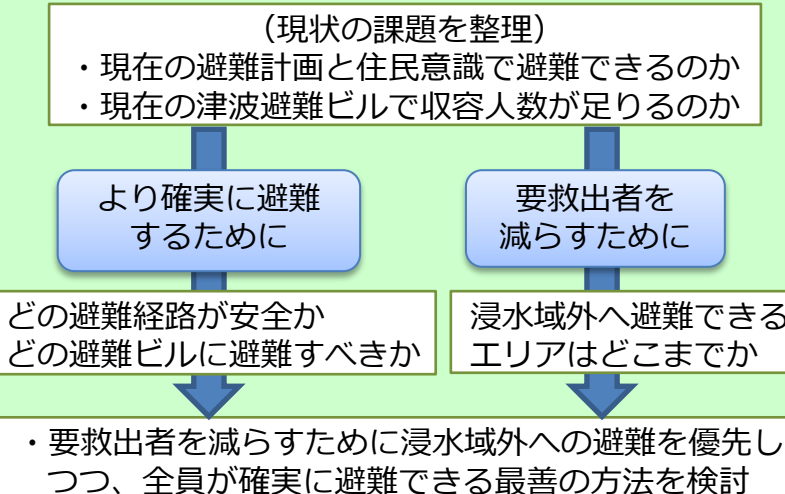 （現状の課題を整理）
・現在の避難計画と住民意識で避難できるのか
・現在の津波避難ビルで収容人数が足りるのか
より確実に避難
するために
要救出者を
減らすために
どの避難経路が安全か
どの避難ビルに避難すべきか
浸水域外へ避難できる
エリアはどこまでか
・要救出者を減らすために浸水域外への避難を優先し
つつ、全員が確実に避難できる最善の方法を検討